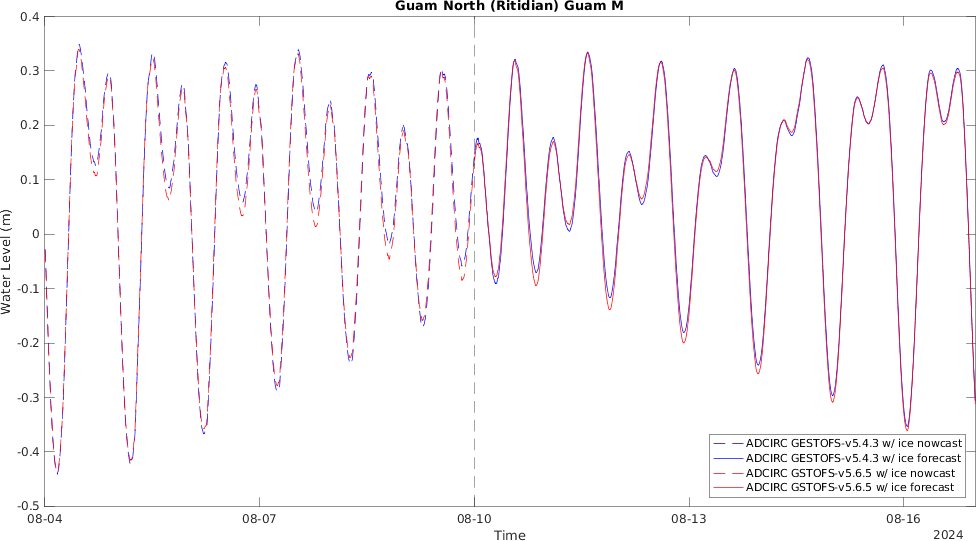 Guam North (Ritidian) Guam M
0.4
0.3
0.2
0.1
0
-0.1
-0.2
-0.3
-0.4
-0.5
Water Level (m)
ADCIRC GESTOFS-v5.4.3 w/ ice nowcast
ADCIRC GESTOFS-v5.4.3 w/ ice forecast
ADCIRC GSTOFS-v5.6.5 w/ ice nowcast
ADCIRC GSTOFS-v5.6.5 w/ ice forecast
08-04 08-07 08-10 08-13 08-16
Time
2024